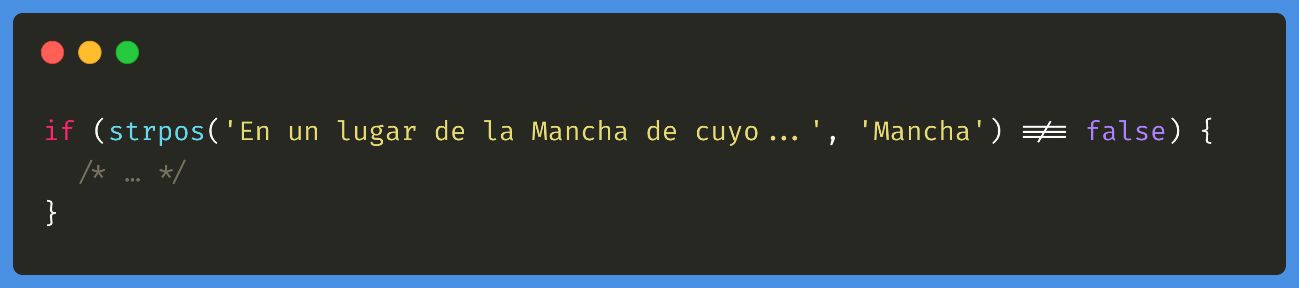 if (strpos('En un lugar de la Mancha de cuyo...', 'Mancha') !== false) {
/* … */
}